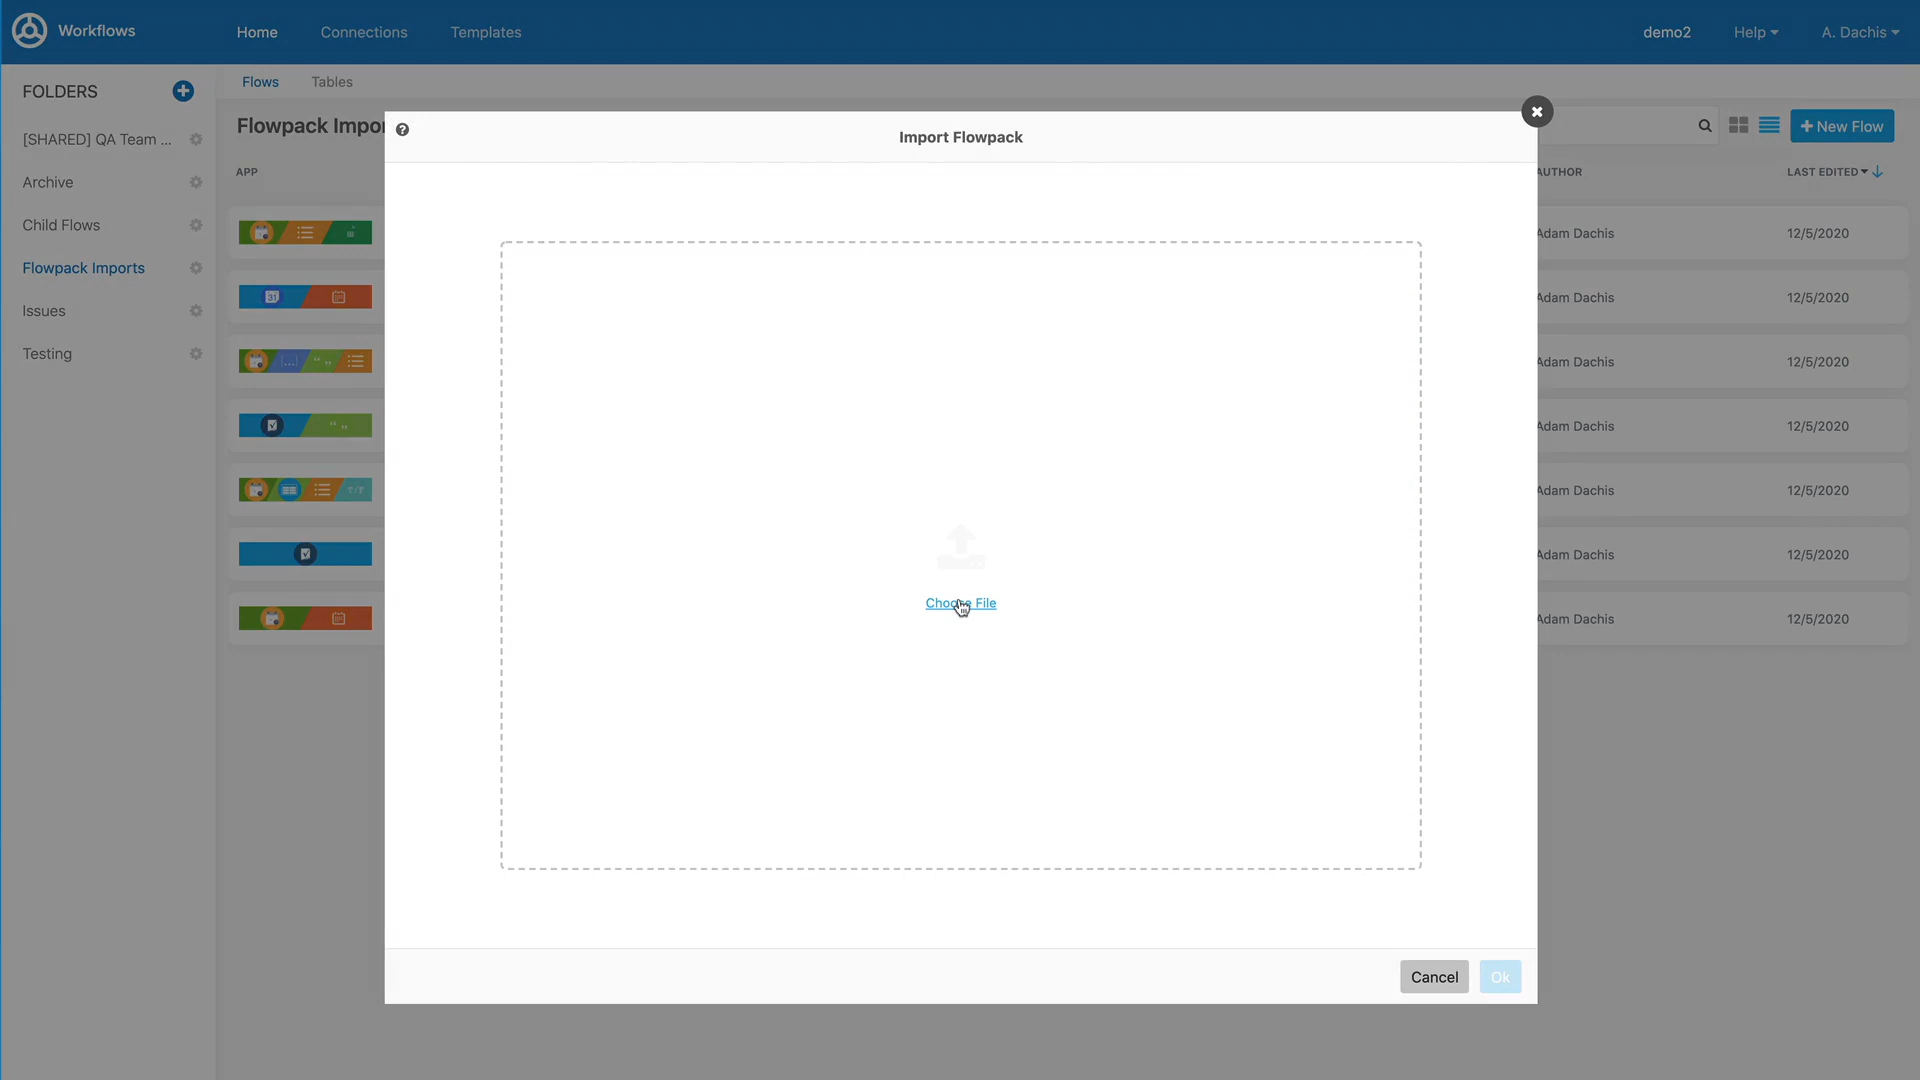 Workflows
Home
Connections
Templates
demo2
Help
A. Dachis
FOLDERS
Flows
Tables
[SHARED] QA Team ...
Archive
Child Flows
Flowpack Imports
Issues
Testing
Flowpack Impor
New Flow
APP
AUTHOR
LAST EDITED
Import Flowpack
Choose File
Cancel
Ok
31
Adam Dachis
12/5/2020
Adam Dachis
12/5/2020
Adam Dachis
12/5/2020
Adam Dachis
12/5/2020
Adam Dachis
12/5/2020
Adam Dachis
12/5/2020
Adam Dachis
12/5/2020